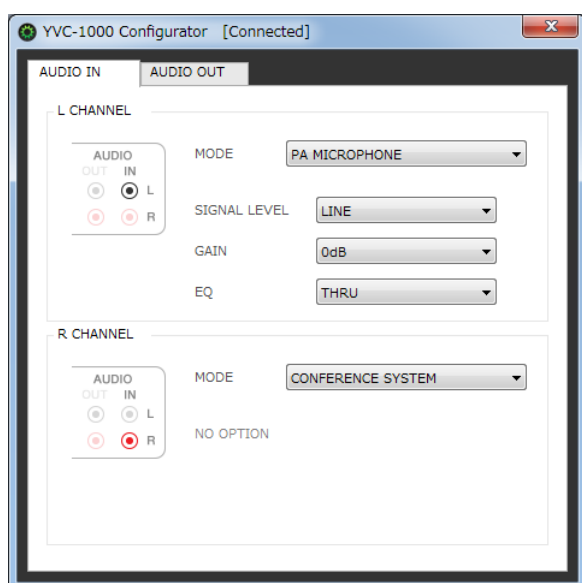 YVC-1000 Configurator [Connected]
AUDIO IN AUDIO OUT
L CHANNEL
AUDIO
OUT IN
L
R
MODE PA MICROPHONE
SIGNAL LEVEL LINE
GAIN 0dB
EQ THRU
R CHANNEL
AUDIO
OUT IN
L
R
MODE CONFERENCE SYSTEM
NO OPTION